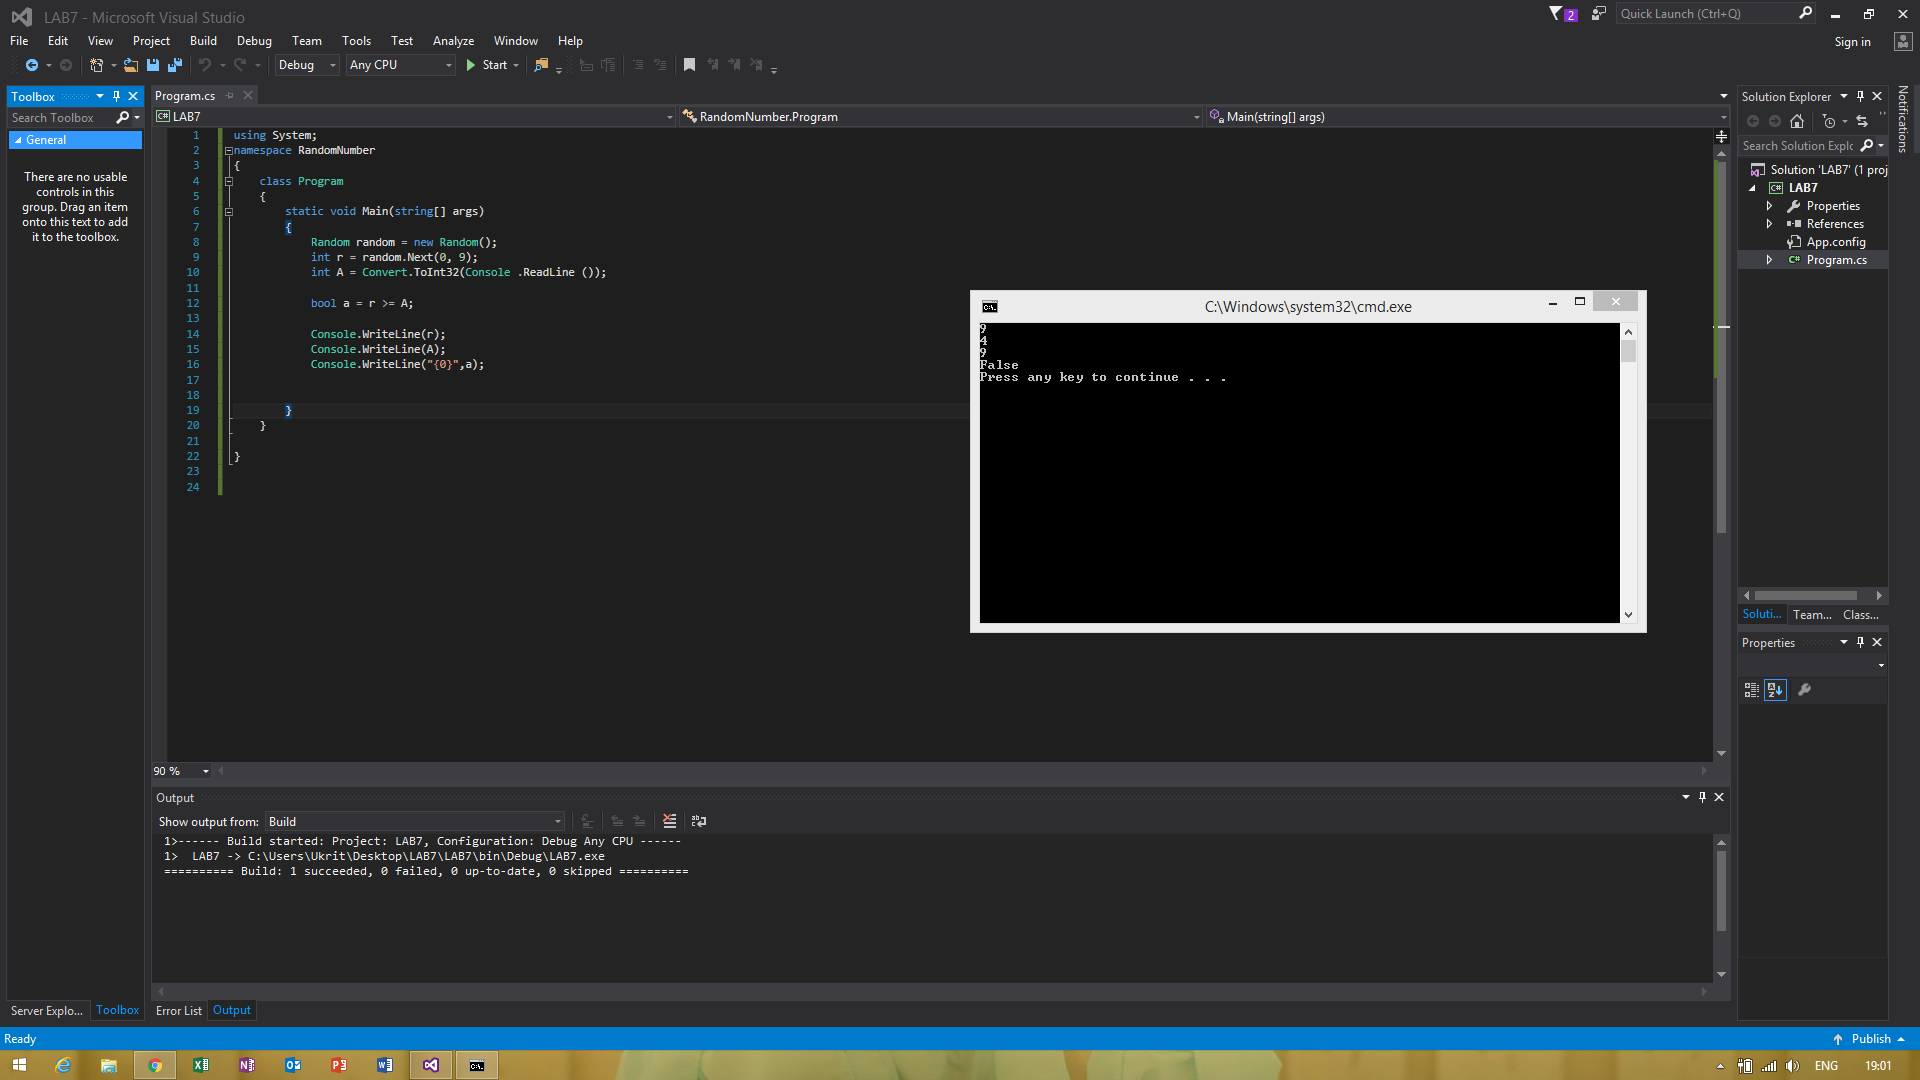 LAB7 - Microsoft Visual Studio
2
Quick Launch (Ctrl+Q)
File Edit View Project Build Debug Team Tools Test Analyze Window Help
Sign in
Debug Any CPU Start
Toolbox
Search Toolbox
General
There are no usable
controls in this
group. Drag an item
onto this text to add
it to the toolbox.
Program.cs
LAB7 RandomNumber.Program Main(string[] args)
1 using System;
2 namespace RandomNumber
3 {
4 class Program
5 {
6 static void Main(string[] args)
7 {
8 Random random = new Random();
9 int r = random.Next(0, 9);
10 int A = Convert.ToInt32(Console .ReadLine ());
11
12 bool a = r >= A;
13
14 Console.WriteLine(r);
15 Console.WriteLine(A);
16 Console.WriteLine("{0}",a);
17
18
19 }
20 }
21
22 }
23
24
C:\Windows\system32\cmd.exe
9
4
9
False
Press any key to continue . . .
90 %
Output
Show output from: Build
1>------ Build started: Project: LAB7, Configuration: Debug Any CPU ------
1> LAB7 -> C:\Users\Ukrit\Desktop\LAB7\LAB7\bin\Debug\LAB7.exe
========== Build: 1 succeeded, 0 failed, 0 up-to-date, 0 skipped ==========
Solution Explorer
Search Solution Explc
Solution 'LAB7' (1 proj
LAB7
Properties
References
App.config
Program.cs
Soluti... Team... Class...
Properties
Notifications
Server Explo... Toolbox Error List Output
Ready
Publish
ENG 19:01